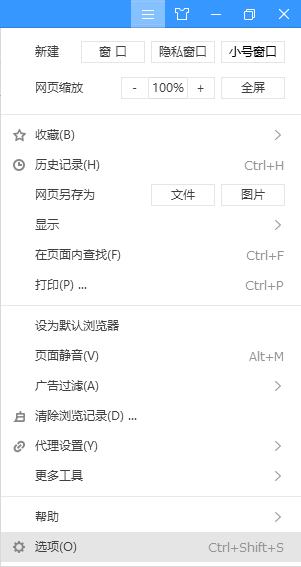 新建 窗 口 隐私窗口 小号窗口
网页缩放 - 100% + 全屏
收藏(B)
历史记录(H) Ctrl+H
网页另存为 文件 图片
显示
在页面内查找(F) Ctrl+F
打印(P) ... Ctrl+P
设为默认浏览器
页面静音(V) Alt+M
广告过滤(A)
清除浏览记录(D) ...
代理设置(Y)
更多工具
帮助
选项(O) Ctrl+Shift+S